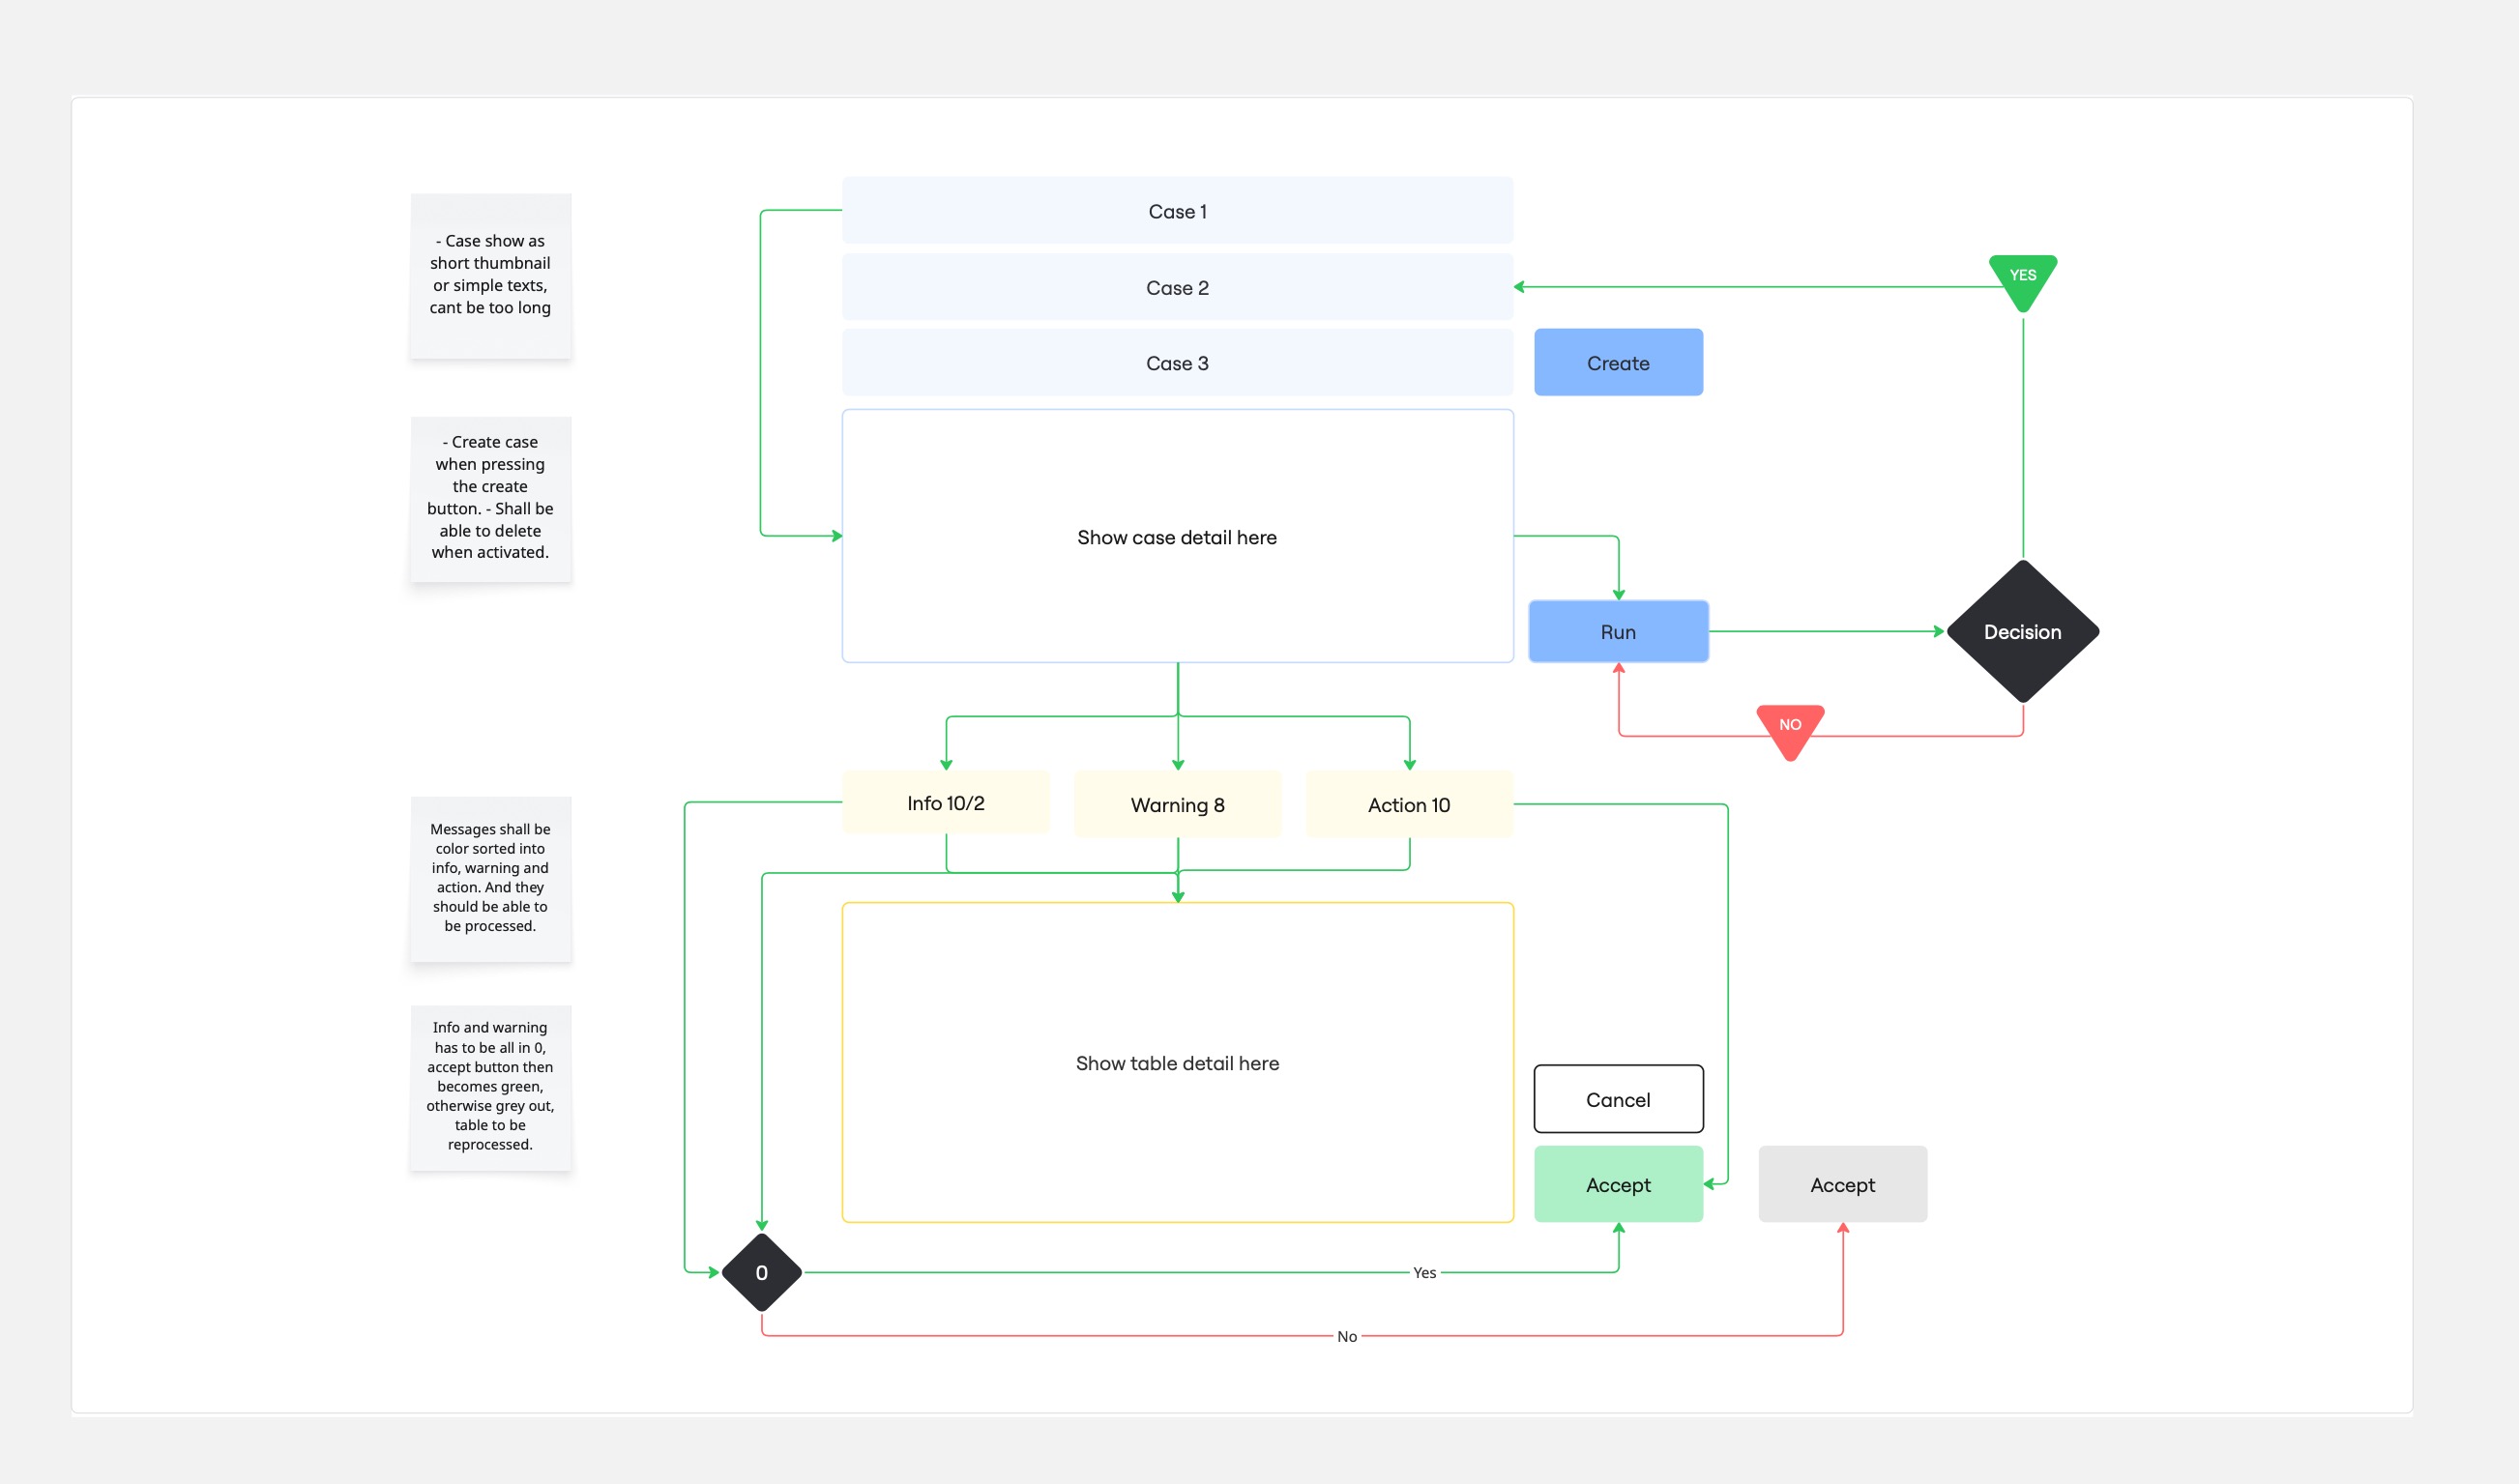 - Case show as
short thumbnail
or simple texts,
cant be too long
- Create case
when pressing
the create
button. - Shall be
able to delete
when activated.
Messages shall be
color sorted into
info, warning and
action. And they
should be able to
be processed.
Info and warning
has to be all in 0,
accept button then
becomes green,
otherwise grey out,
table to be
reprocessed.
Case 1
Case 2
Case 3
Create
YES
Show case detail here
Run
Decision
NO
Info 10/2
Warning 8
Action 10
Show table detail here
Cancel
Accept
Accept
0
Yes
No